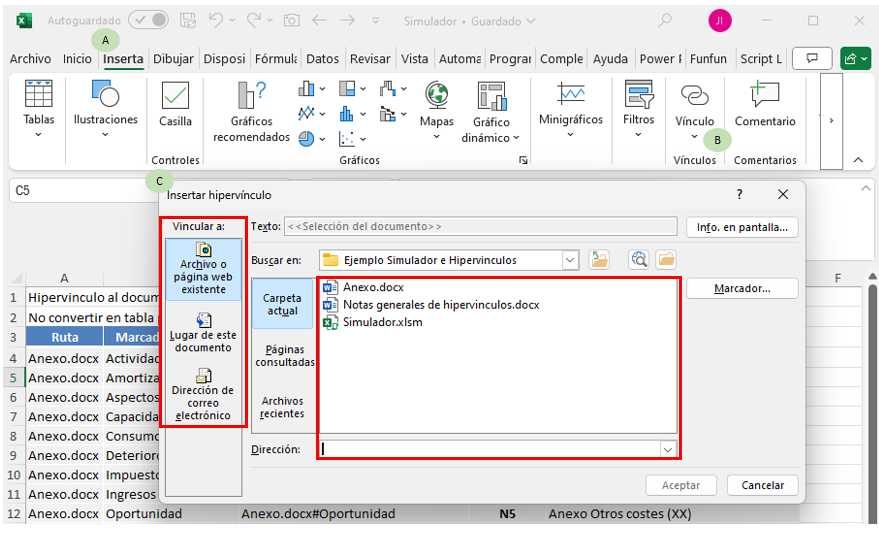 Autoguardado
Simulador • Guardado
JI
A
Archivo Inicio Inserta Dibujar Disposi Fórmula Datos Revisar Vista Automa Program Comple Ayuda Power P Funfun Script L
Tablas
Ilustraciones
Casilla
Controles
Gráficos
recomendados
Mapas
Gráfico
dinámico
Gráficos
Minigráficos
Filtros
Vínculo
B
Vínculos
Comentario
Comentarios
C5
C
Insertar hipervínculo
?
Vincular a:
Texto: <<Selección del documento>>
Info. en pantalla...
Archivo o
página web
existente
Lugar de este
documento
Dirección de
correo
electrónico
Buscar en: Ejemplo Simulador e Hipervinculos
Carpeta
actual
Páginas
consultadas
Archivos
recientes
Anexo.docx
Notas generales de hipervinculos.docx
Simulador.xlsm
Marcador...
Dirección:
Aceptar
Cancelar
A F
1 Hipervinculo al docum
2 No convertir en tabla
3 Ruta Marcad
4 Anexo.docx Actividad
5 Anexo.docx Amortiza
6 Anexo.docx Aspectos
7 Anexo.docx Capacida
8 Anexo.docx Consumo
9 Anexo.docx Deterioro
10 Anexo.docx Impuesto
11 Anexo.docx Ingresos
12 Anexo.docx Oportunidad Anexo.docx#Oportunidad N5 Anexo Otros costes (XX)